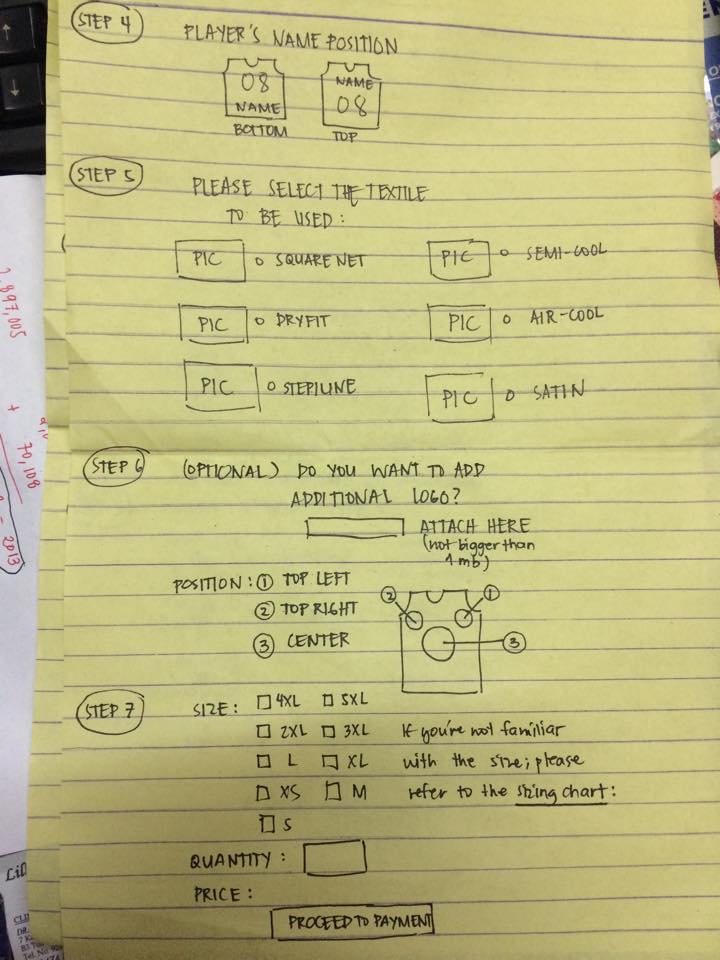 STEP 4
PLAYER'S NAME POSITION
08 NAME
08
NAME
BOTTOM TOP
STEP 5
PLEASE SELECT THE TEXTILE
TO BE USED:
PIC SQUARE NET PIC SEMI-COOL
PIC DRYFIT PIC AIR-COOL
PIC STEPILINE PIC SATIN
STEP 6
(OPTIONAL) DO YOU WANT TO ADD
ADDITIONAL LOGO?
ATTACH HERE
(not bigger than
1 mb)
POSITION: 1 TOP LEFT
2 TOP RIGHT
3 CENTER
2 1
3
STEP 7
SIZE: 4XL 5XL
2XL 3XL If you're not familiar
L XL with the size; please
XS M refer to the sizing chart:
S
QUANTITY:
PRICE:
PROCEED TO PAYMENT
897,005
+ 70,108
2013